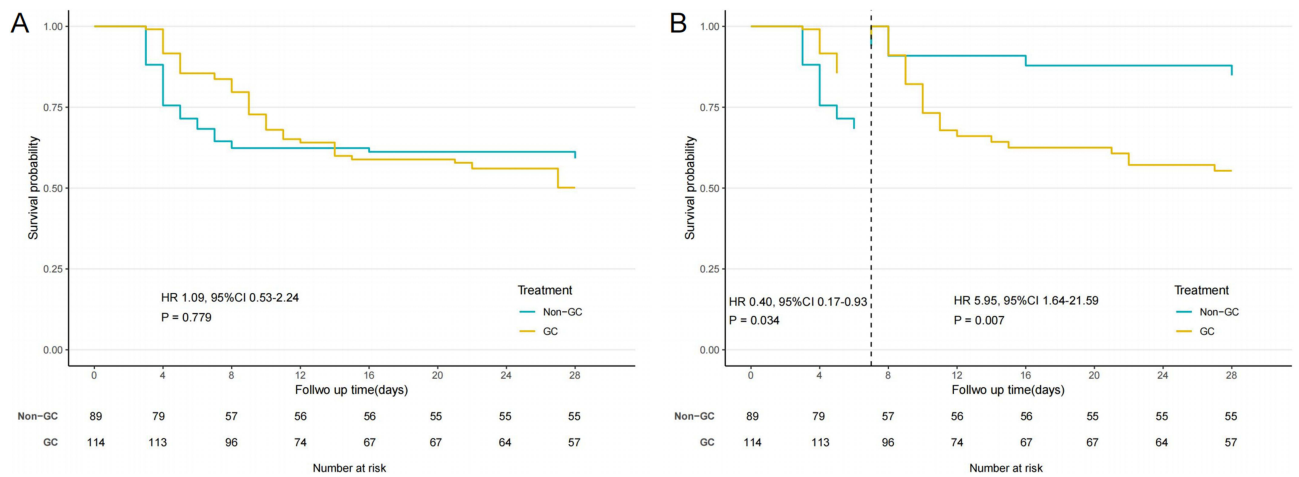 A
Survival probability
1.00
0.75
0.50
0.25
0.00
HR 1.09, 95%CI 0.53-2.24
P = 0.779
Treatment
Non-GC
GC
0 4 8 12 16 20 24 28
Follwo up time(days)
Non-GC 89 79 57 56 56 55 55 55
GC 114 113 96 74 67 67 64 57
Number at risk
B
Survival probability
1.00
0.75
0.50
0.25
0.00
HR 0.40, 95%CI 0.17-0.93
P = 0.034
HR 5.95, 95%CI 1.64-21.59
P = 0.007
Treatment
Non-GC
GC
0 4 8 12 16 20 24 28
Follwo up time(days)
Non-GC 89 79 57 56 56 55 55 55
GC 114 113 96 74 67 67 64 57
Number at risk